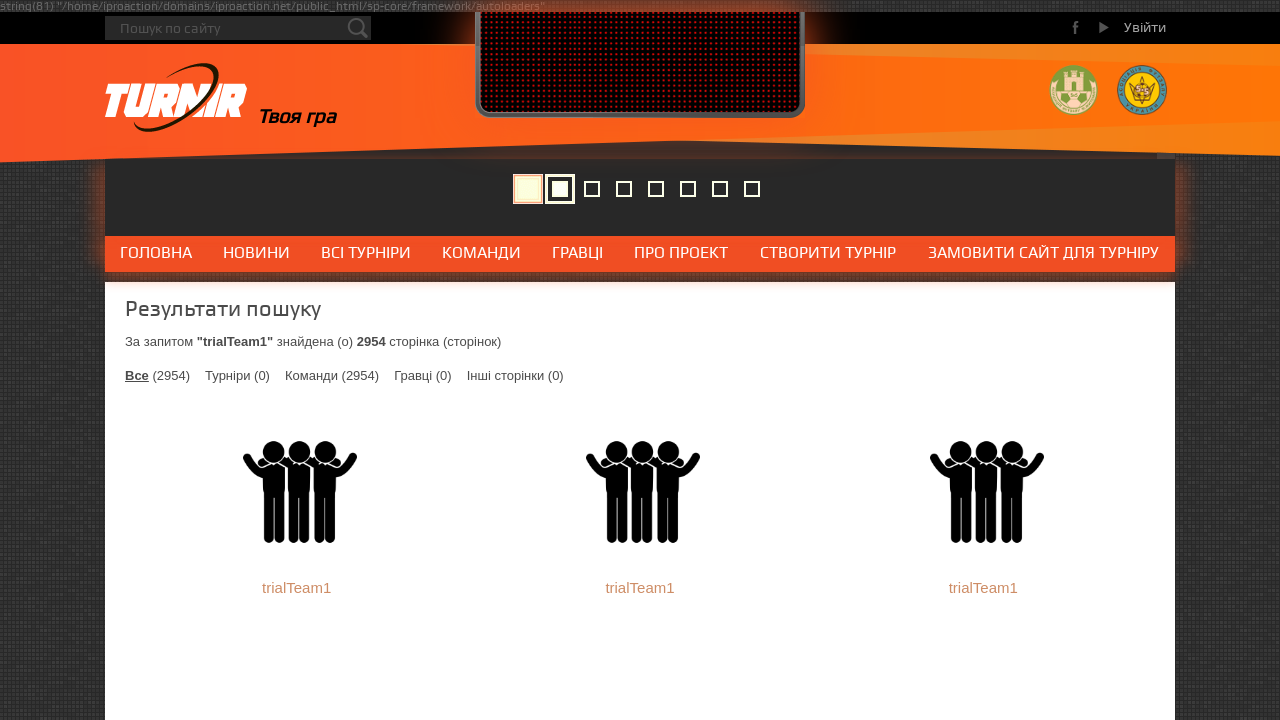 string(81) "/home/iproaction/domains/iproaction.net/public_html/sp-core/framework/autoloaders"
Пошук по сайту
Увійти
TURNIR
Твоя гра
ГОЛОВНА НОВИНИ ВСІ ТУРНІРИ КОМАНДИ ГРАВЦІ ПРО ПРОЕКТ СТВОРИТИ ТУРНІР ЗАМОВИТИ САЙТ ДЛЯ ТУРНІРУ
Результати пошуку
За запитом "trialTeam1" знайдена (о) 2954 сторінка (сторінок)
Все (2954) Турніри (0) Команди (2954) Гравці (0) Інші сторінки (0)
trialTeam1 trialTeam1 trialTeam1